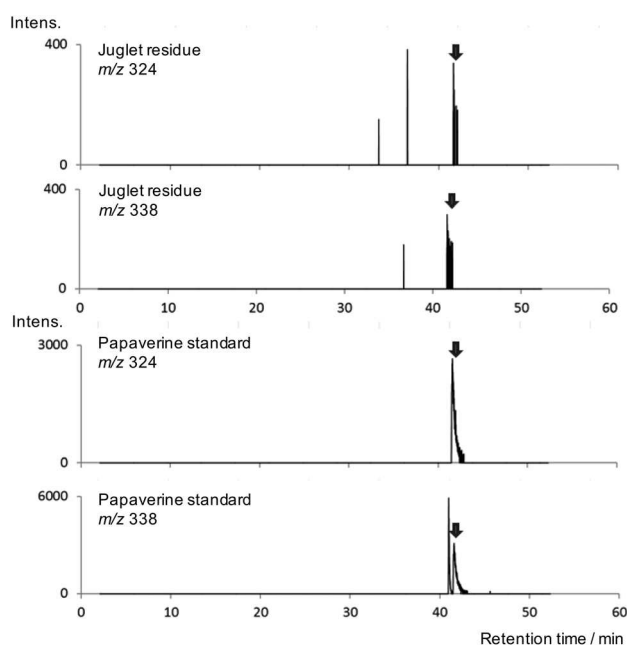 Intens.
400
Juglet residue
m/z 324
0
400
Juglet residue
m/z 338
0
0 10 20 30 40 50 60
Intens.
3000
Papaverine standard
m/z 324
0
6000
Papaverine standard
m/z 338
0
0 10 20 30 40 50 60
Retention time / min